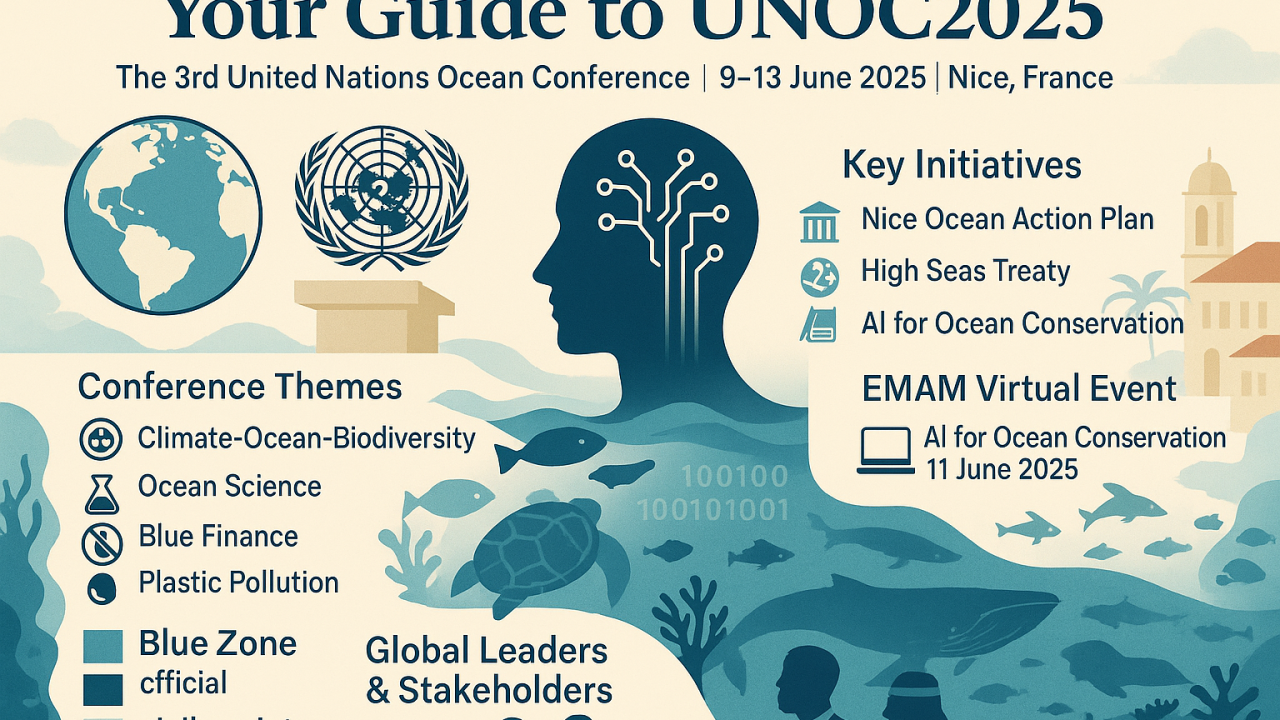 Your Guide to UNOC2025
The 3rd United Nations Ocean Conference | 9–13 June 2025 | Nice, France
Key Initiatives
Nice Ocean Action Plan
High Seas Treaty
AI for Ocean Conservation
EMAM Virtual Event
AI for Ocean Conservation
11 June 2025
Conference Themes
Climate-Ocean-Biodiversity
Ocean Science
Blue Finance
Plastic Pollution
100100
100101001
Blue Zone
cfficial
Global Leaders
& Stakeholders